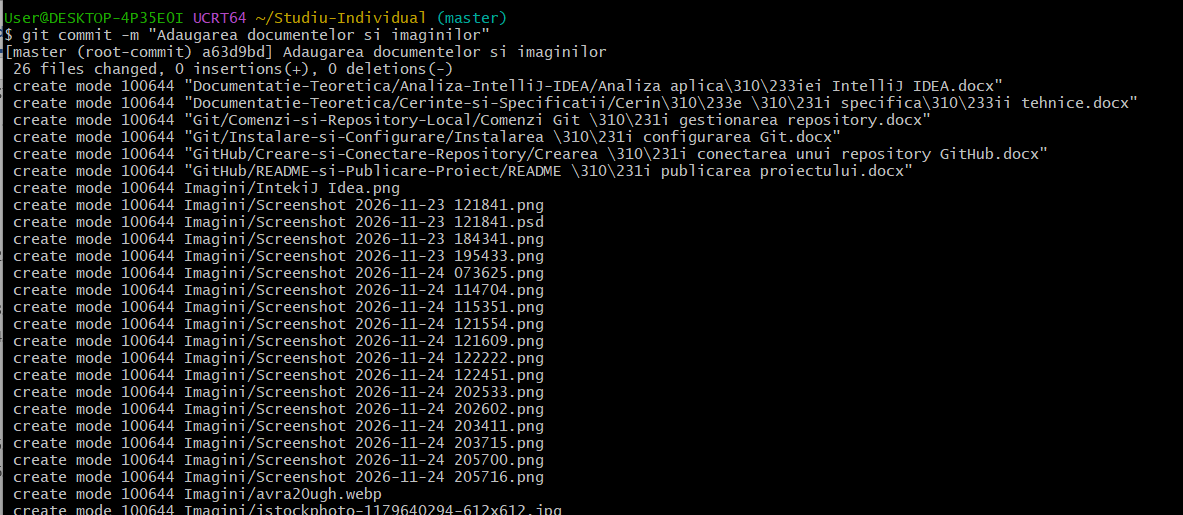 User@DESKTOP-4P35E0I UCRT64 ~/Studiu-Individual (master)
$ git commit -m "Adaugarea documentelor si imaginilor"
[master (root-commit) a63d9bd] Adaugarea documentelor si imaginilor
 26 files changed, 0 insertions(+), 0 deletions(-)
 create mode 100644 "Documentatie-Teoretica/Analiza-IntelliJ-IDEA/Analiza aplica\310\233iei IntelliJ IDEA.docx"
 create mode 100644 "Documentatie-Teoretica/Cerinte-si-Specificatii/Cerin\310\233e \310\231i specifica\310\233ii tehnice.docx"
 create mode 100644 "Git/Comenzi-si-Repository-Local/Comenzi Git \310\231i gestionarea repository.docx"
 create mode 100644 "Git/Instalare-si-Configurare/Instalarea \310\231i configurarea Git.docx"
 create mode 100644 "GitHub/Creare-si-Conectare-Repository/Crearea \310\231i conectarea unui repository GitHub.docx"
 create mode 100644 "GitHub/README-si-Publicare-Proiect/README \310\231i publicarea proiectului.docx"
 create mode 100644 Imagini/IntekiJ Idea.png
 create mode 100644 Imagini/Screenshot 2026-11-23 121841.png
 create mode 100644 Imagini/Screenshot 2026-11-23 121841.psd
 create mode 100644 Imagini/Screenshot 2026-11-23 184341.png
 create mode 100644 Imagini/Screenshot 2026-11-23 195433.png
 create mode 100644 Imagini/Screenshot 2026-11-24 073625.png
 create mode 100644 Imagini/Screenshot 2026-11-24 114704.png
 create mode 100644 Imagini/Screenshot 2026-11-24 115351.png
 create mode 100644 Imagini/Screenshot 2026-11-24 121554.png
 create mode 100644 Imagini/Screenshot 2026-11-24 121609.png
 create mode 100644 Imagini/Screenshot 2026-11-24 122222.png
 create mode 100644 Imagini/Screenshot 2026-11-24 122451.png
 create mode 100644 Imagini/Screenshot 2026-11-24 202533.png
 create mode 100644 Imagini/Screenshot 2026-11-24 202602.png
 create mode 100644 Imagini/Screenshot 2026-11-24 203411.png
 create mode 100644 Imagini/Screenshot 2026-11-24 203715.png
 create mode 100644 Imagini/Screenshot 2026-11-24 205700.png
 create mode 100644 Imagini/Screenshot 2026-11-24 205716.png
 create mode 100644 Imagini/avra20ugh.webp
 create mode 100644 Imagini/istockphoto-1179640294-612x612.jpg